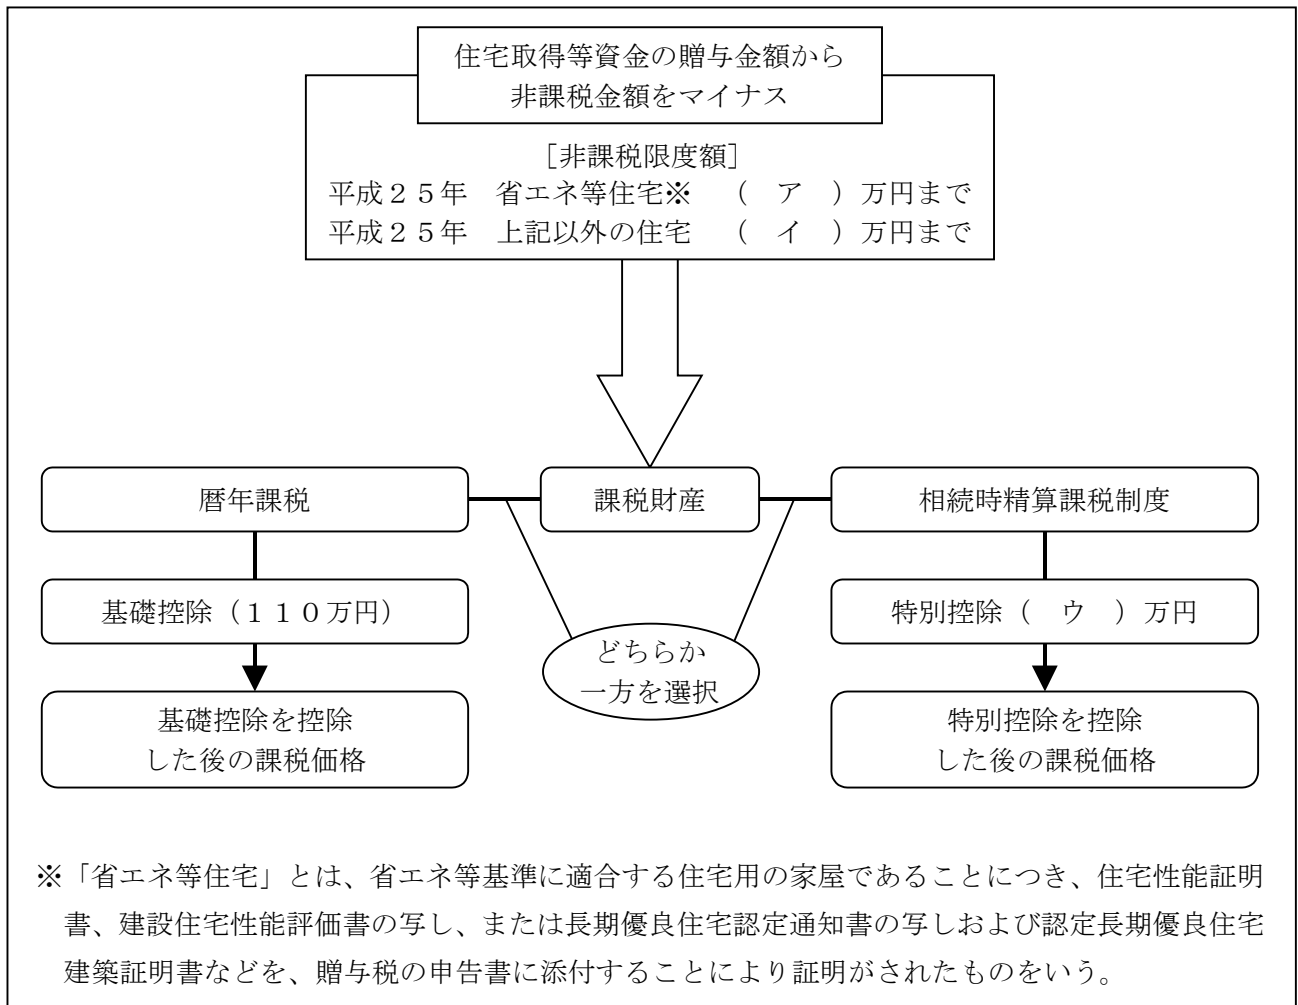 住宅取得等資金の贈与金額から
非課税金額をマイナス
［非課税限度額］
平成２５年　省エネ等住宅※　（　ア　）万円まで
平成２５年　上記以外の住宅　（　イ　）万円まで
暦年課税
課税財産
相続時精算課税制度
基礎控除（１１０万円）
特別控除（　ウ　）万円
どちらか
一方を選択
基礎控除を控除
した後の課税価格
特別控除を控除
した後の課税価格
※「省エネ等住宅」とは、省エネ等基準に適合する住宅用の家屋であることにつき、住宅性能証明
書、建設住宅性能評価書の写し、または長期優良住宅認定通知書の写しおよび認定長期優良住宅
建築証明書などを、贈与税の申告書に添付することにより証明がされたものをいう。